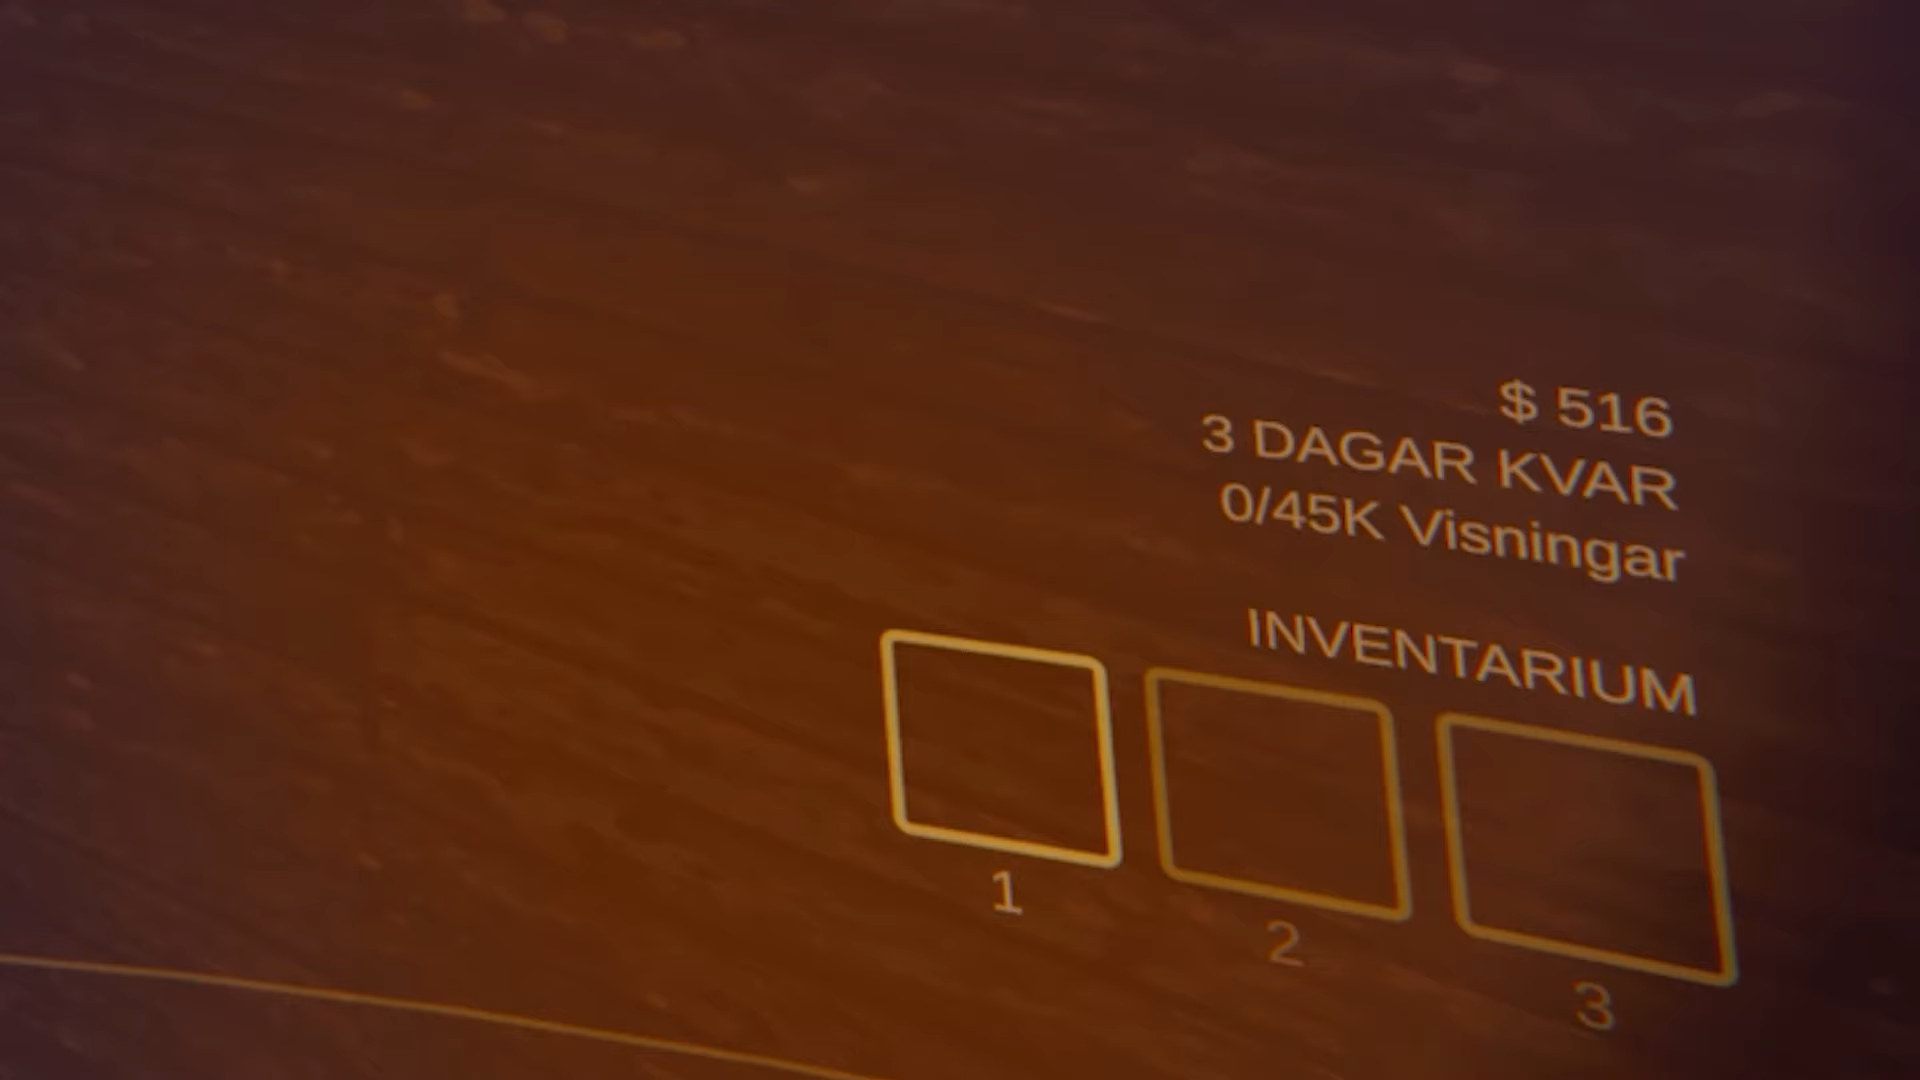 $ 516
3 DAGAR KVAR
0/45K Visningar
INVENTARIUM
1
2
3